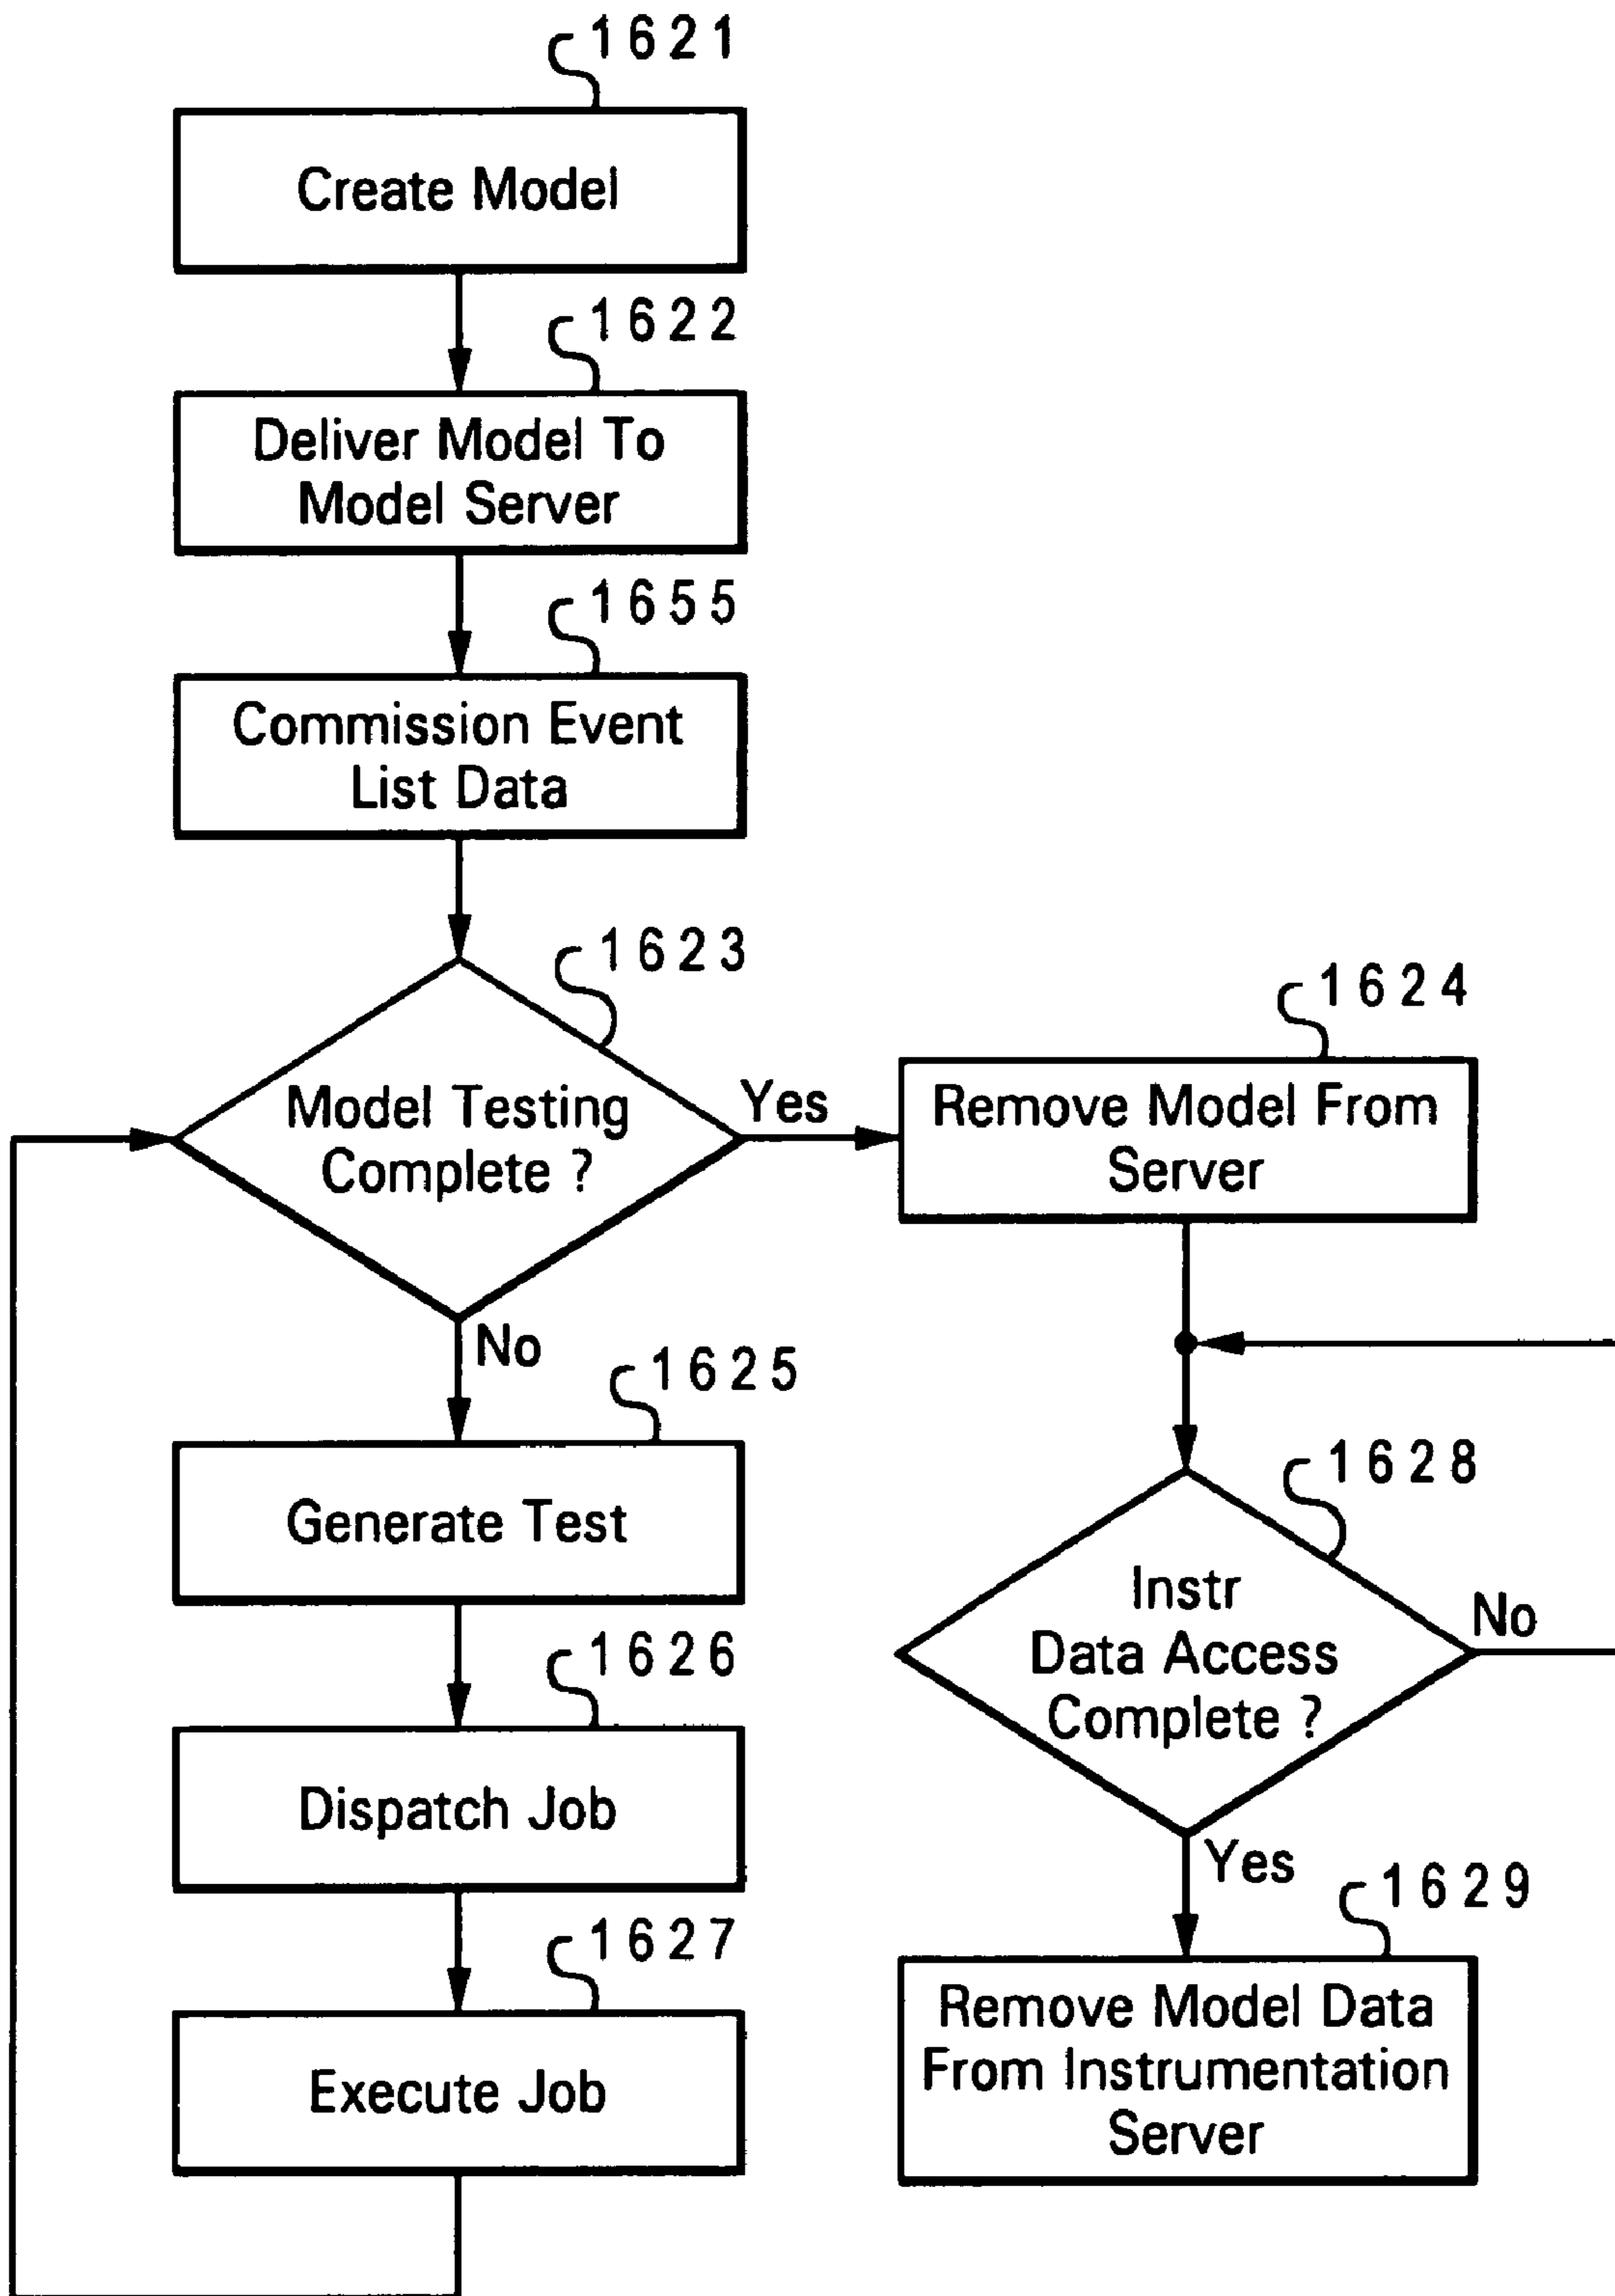 1621
Create Model
1622
Deliver Model To
Model Server
1655
Commission Event
List Data
1623
Model Testing
Complete ?
Yes
No
1624
Remove Model From
Server
1625
Generate Test
1626
Dispatch Job
1627
Execute Job
1628
Instr
Data Access
Complete ?
No
Yes
1629
Remove Model Data
From Instrumentation
Server